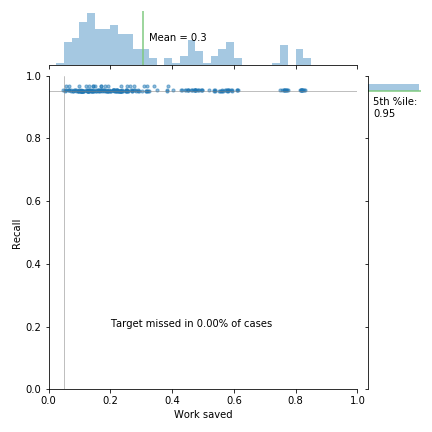 Mean = 0.3
5th %ile:
0.95
1.0
0.8
0.6
0.4
0.2
0.0
Recall
Target missed in 0.00% of cases
0.0 0.2 0.4 0.6 0.8 1.0
Work saved